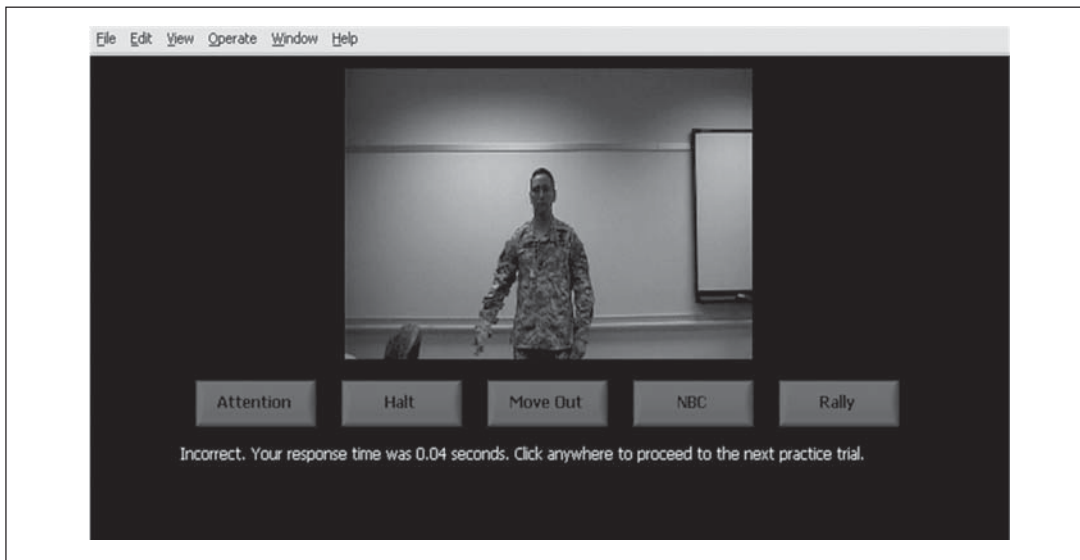 File Edit View Operate Window Help
Attention Halt Move Out NBC Rally
Incorrect. Your response time was 0.04 seconds. Click anywhere to proceed to the next practice trial.